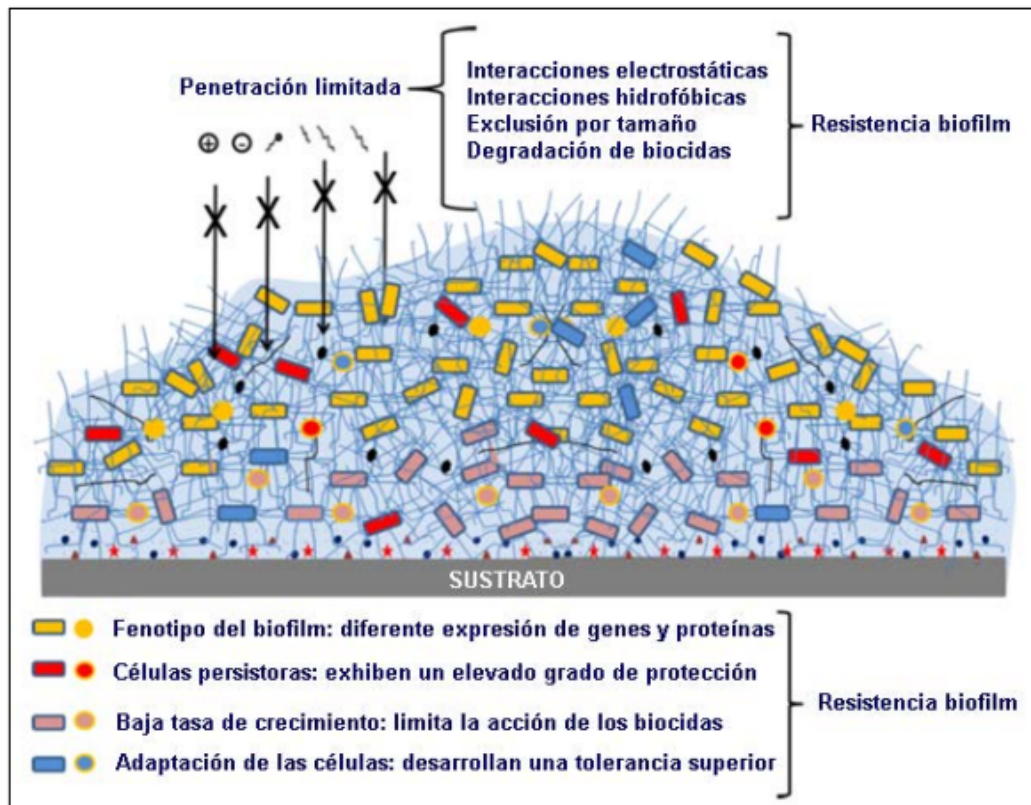 Penetración limitada
Interacciones electrostáticas
Interacciones hidrofóbicas
Exclusión por tamaño
Degradación de biocidas
Resistencia biofilm
+ -
X X X X
SUSTRATO
Fenotipo del biofilm: diferente expresión de genes y proteínas
Células persistoras: exhiben un elevado grado de protección
Baja tasa de crecimiento: limita la acción de los biocidas
Adaptación de las células: desarrollan una tolerancia superior
Resistencia biofilm